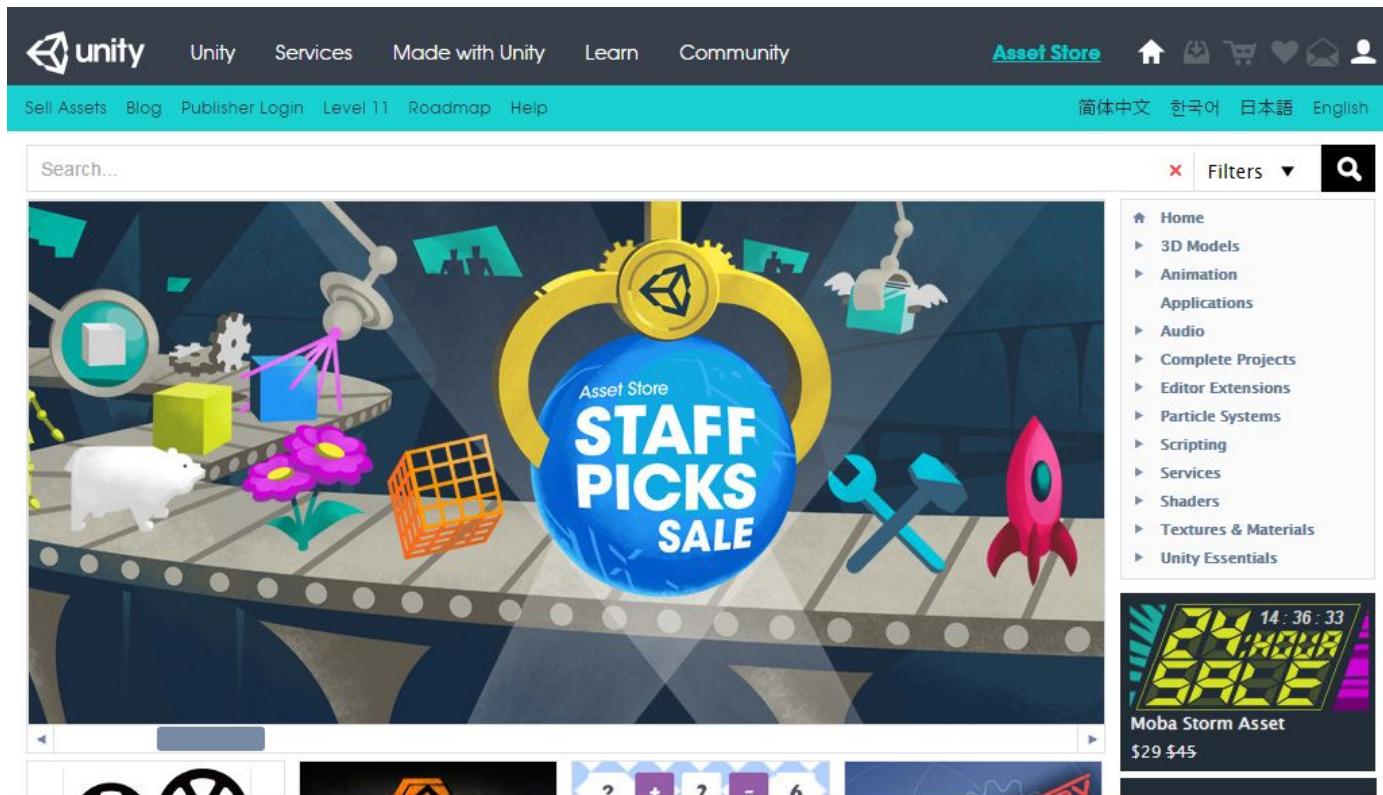 unity Unity Services Made with Unity Learn Community Asset Store
Sell Assets Blog Publisher Login Level 11 Roadmap Help 简体中文 한국어 日本語 English
Search... Filters
Home
3D Models
Animation
Applications
Audio
Complete Projects
Editor Extensions
Particle Systems
Scripting
Services
Shaders
Textures & Materials
Unity Essentials
Asset Store
STAFF
PICKS
SALE
14 : 36 : 33
24 HOUR
SALE
Moba Storm Asset
$29 $45
2 + 2 - 6